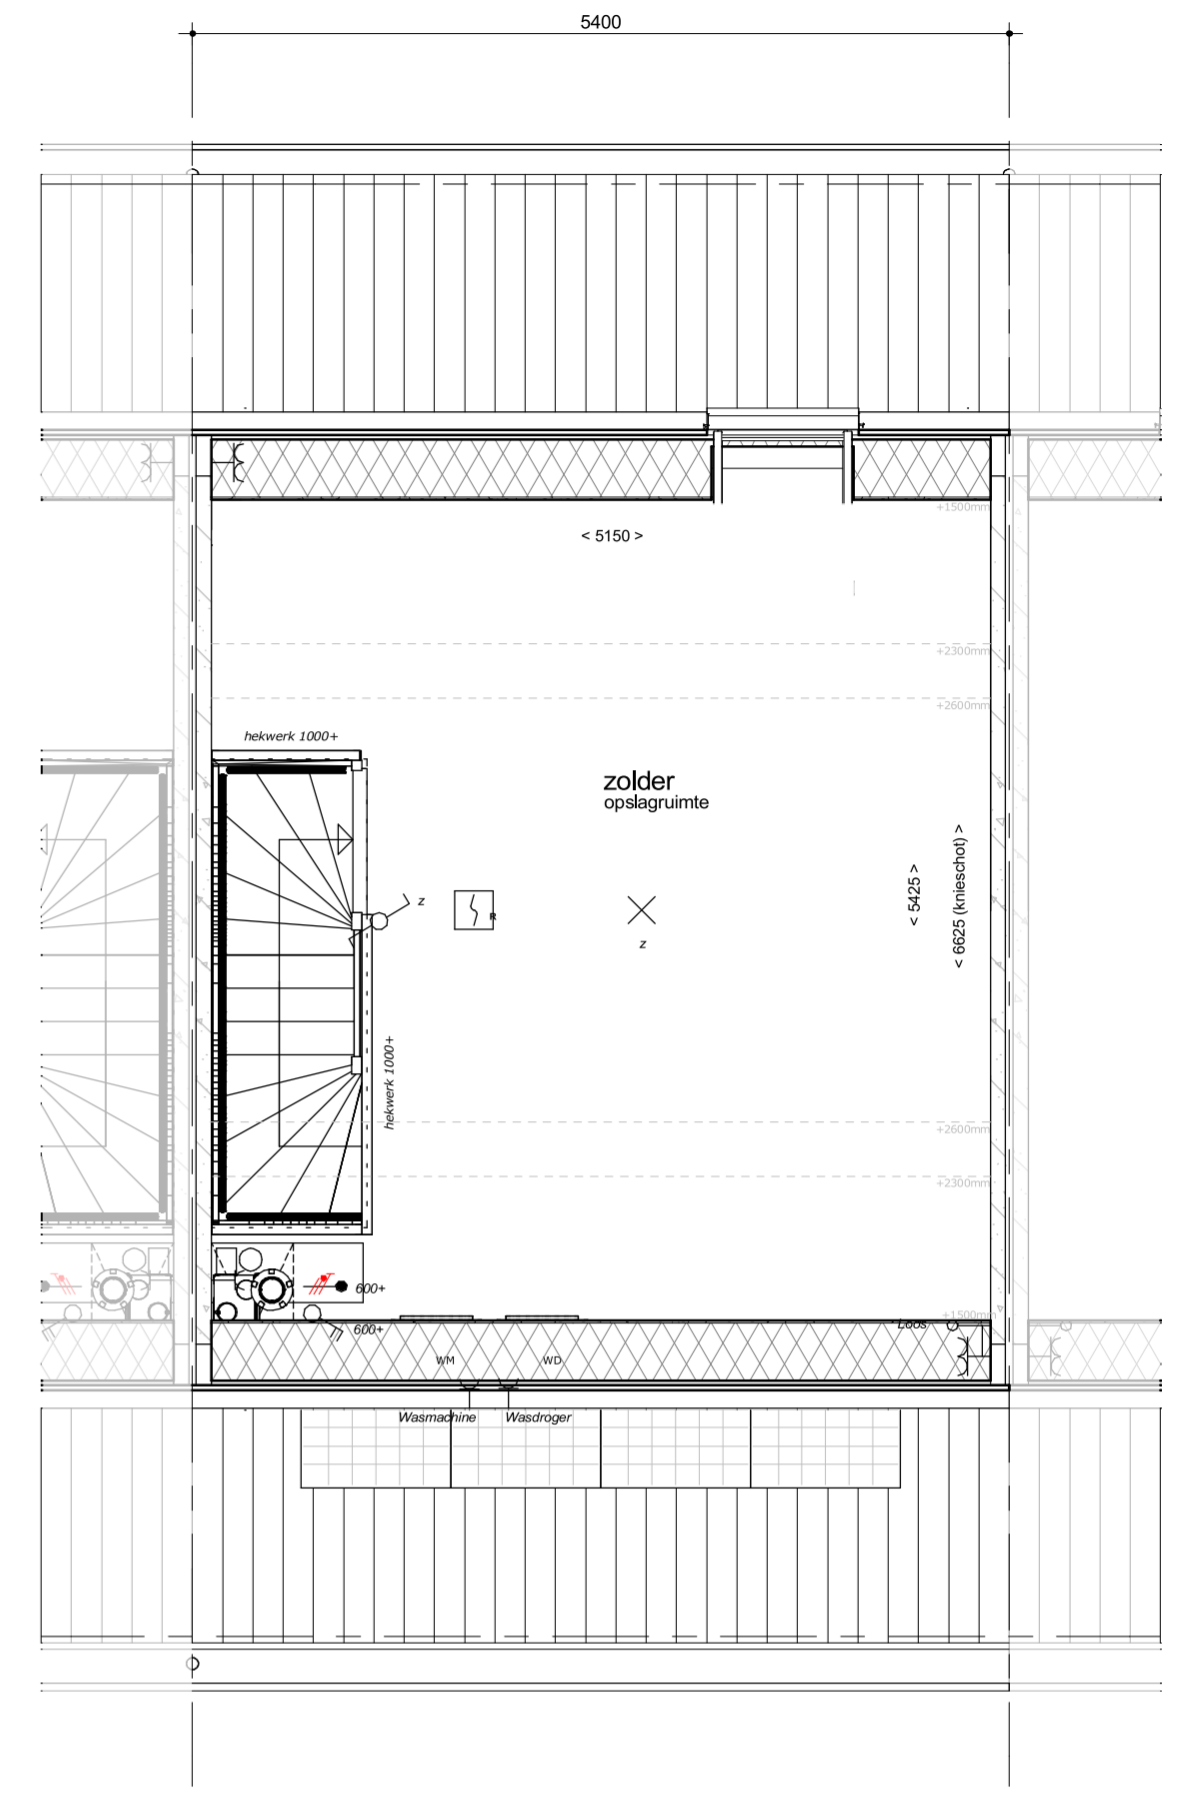 5400
+1500mm
< 5150 >
+2300mm
+2600mm
hekwerk 1000+
zolder
opslagruimte
z
R
z
< 5425 >
< 6625 (knieschot) >
hekwerk 1000+
+2600mm
+2300mm
600+
+1500mm
600+
Loos
WM
WD
Wasmachine
Wasdroger